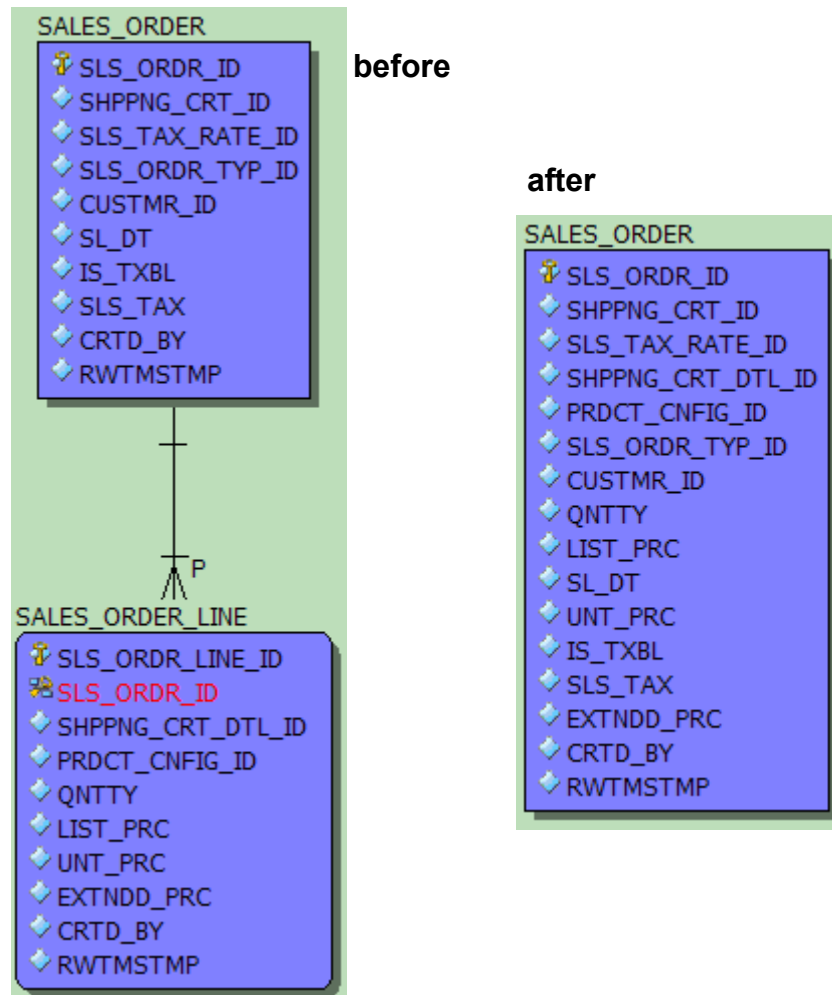 SALES_ORDER
SLS_ORDR_ID
SHPPNG_CRT_ID
SLS_TAX_RATE_ID
SLS_ORDR_TYP_ID
CUSTMR_ID
SL_DT
IS_TXBL
SLS_TAX
CRTD_BY
RWTMSTMP
before
P
SALES_ORDER_LINE
SLS_ORDR_LINE_ID
SLS_ORDR_ID
SHPPNG_CRT_DTL_ID
PRDCT_CNFIG_ID
QNTTY
LIST_PRC
UNT_PRC
EXTNDD_PRC
CRTD_BY
RWTMSTMP
after
SALES_ORDER
SLS_ORDR_ID
SHPPNG_CRT_ID
SLS_TAX_RATE_ID
SHPPNG_CRT_DTL_ID
PRDCT_CNFIG_ID
SLS_ORDR_TYP_ID
CUSTMR_ID
QNTTY
LIST_PRC
SL_DT
UNT_PRC
IS_TXBL
SLS_TAX
EXTNDD_PRC
CRTD_BY
RWTMSTMP